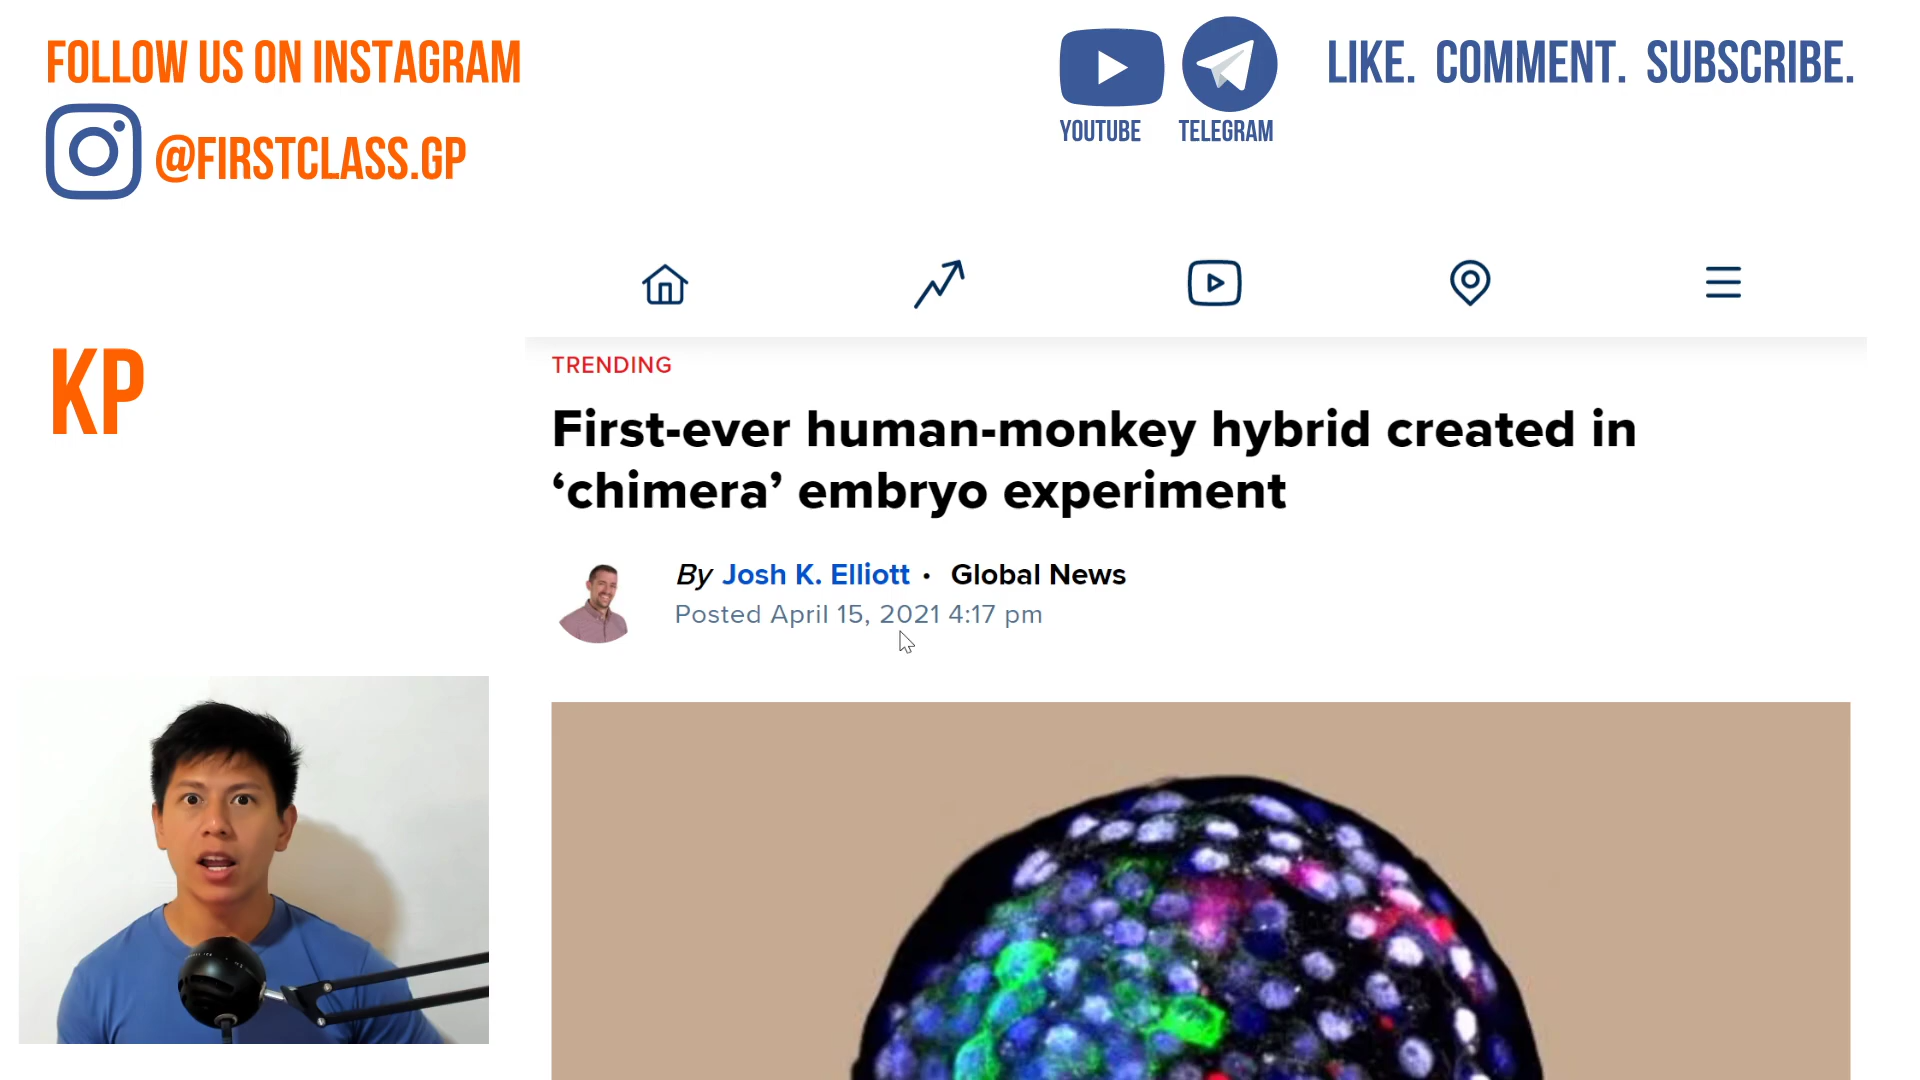 FOLLOW US ON INSTAGRAM
@FIRSTCLASS.GP
YOUTUBE
TELEGRAM
LIKE. COMMENT. SUBSCRIBE.
KP
TRENDING
First-ever human-monkey hybrid created in
‘chimera’ embryo experiment
By Josh K. Elliott • Global News
Posted April 15, 2021 4:17 pm